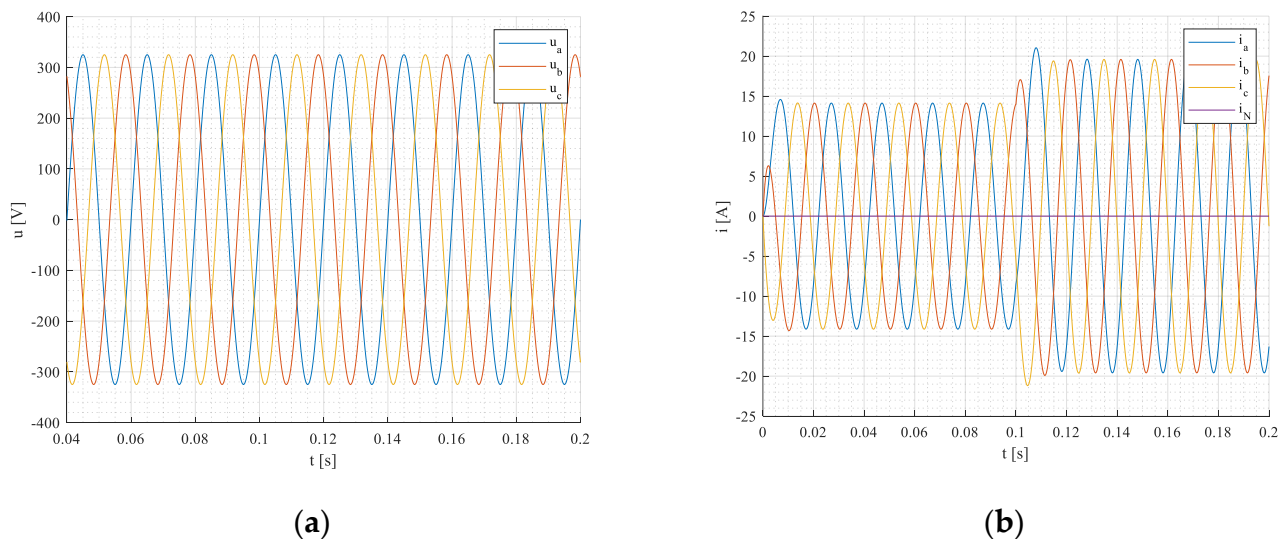 400
300
200
100
0
-100
-200
-300
-400
u [V]
0.04 0.06 0.08 0.1 0.12 0.14 0.16 0.18 0.2
t [s]
u_a
u_b
u_c
(a)
25
20
15
10
5
0
-5
-10
-15
-20
-25
i [A]
0 0.02 0.04 0.06 0.08 0.1 0.12 0.14 0.16 0.18 0.2
t [s]
i_a
i_b
i_c
i_N
(b)